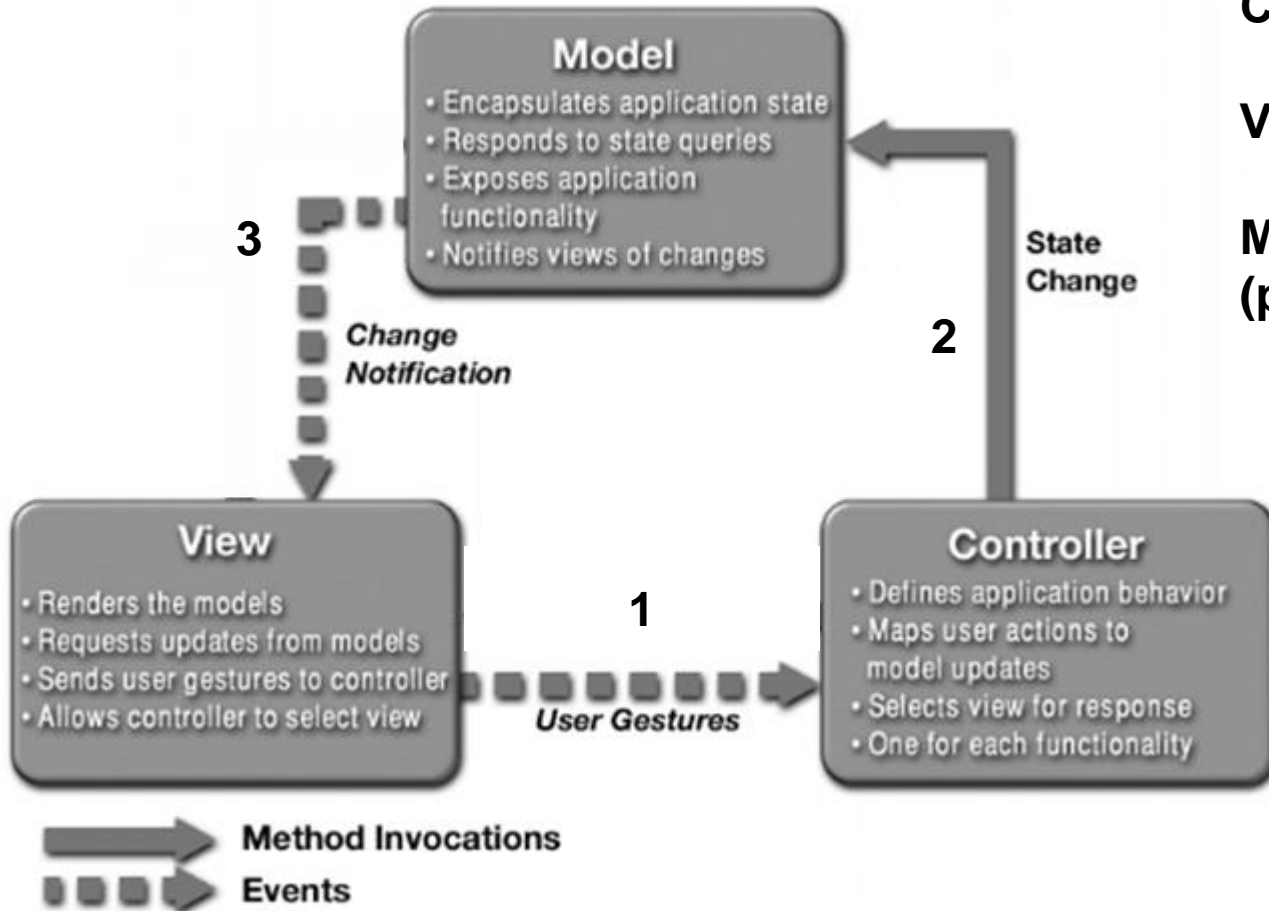 Model
• Encapsulates application state
• Responds to state queries
• Exposes application
functionality
• Notifies views of changes
C
V
M
(p
3
Change
Notification
State
Change
2
View
• Renders the models
• Requests updates from models
• Sends user gestures to controller
• Allows controller to select view
1
User Gestures
Controller
• Defines application behavior
• Maps user actions to
model updates
• Selects view for response
• One for each functionality
Method Invocations
Events